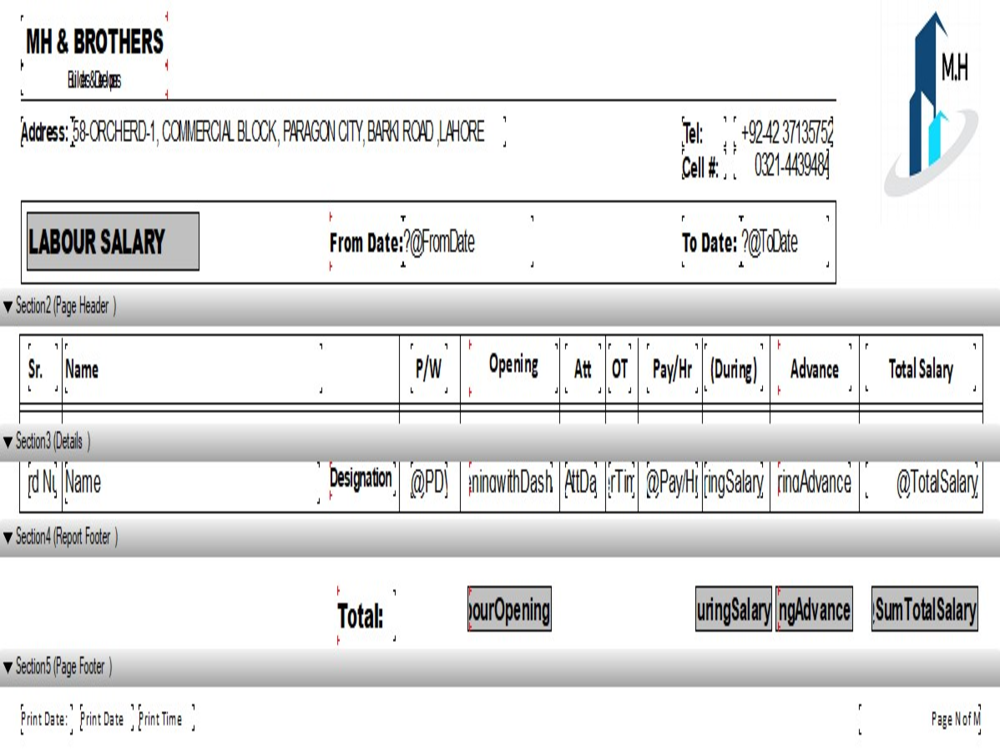 MH & BROTHERS
Builders & Developers
M.H
Address: 58-ORCHERD-1, COMMERCIAL BLOCK, PARAGON CITY, BARKI ROAD ,LAHORE
Tel: +92-42 37135752
Cell #: 0321-4439484
LABOUR SALARY From Date: ?@FromDate To Date: ?@ToDate
Section2 (Page Header )
Sr. Name P/W Opening Att OT Pay/Hr (During) Advance Total Salary
Section3 (Details )
rd Nu Name Designation @PD eningwithDash AttDa rTim @Pay/Hr ringSalary ringAdvance @TotalSalary
Section4 (Report Footer )
Total: bourOpening uringSalary ngAdvance SumTotalSalary
Section5 (Page Footer )
Print Date: Print Date Print Time Page N of M